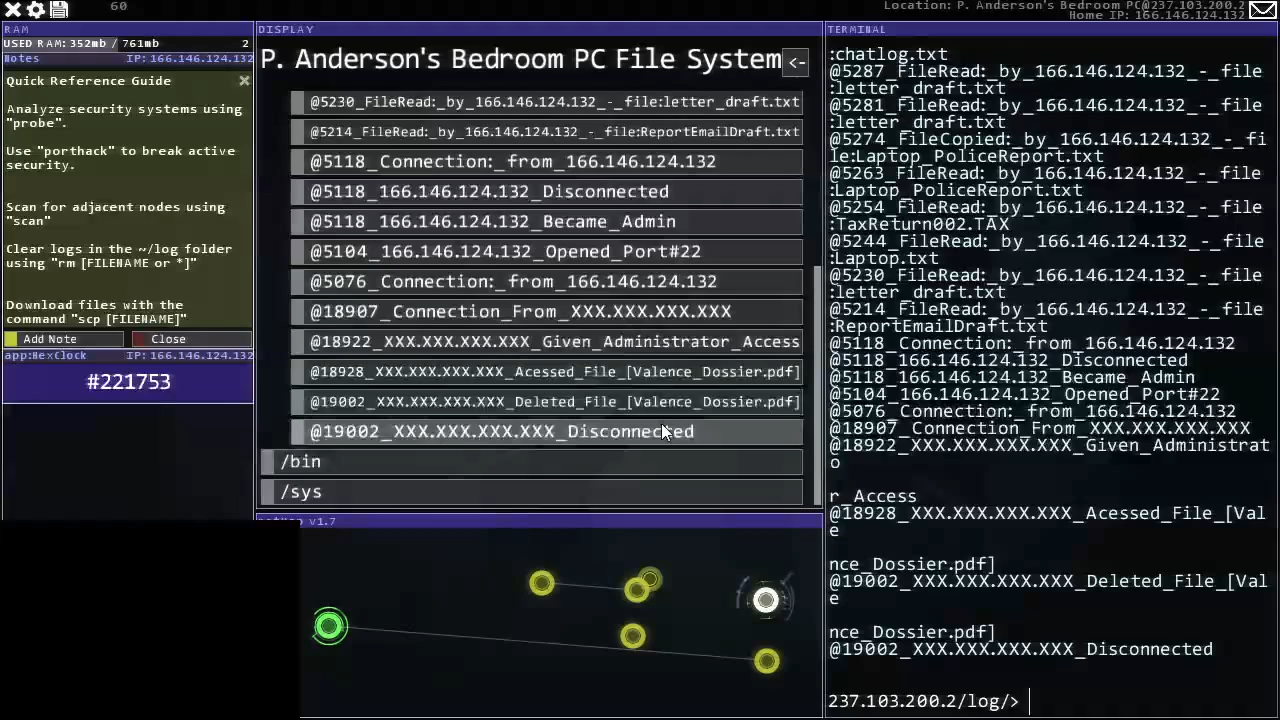 60
Location: P. Anderson's Bedroom PC@237.103.200.2
Home IP: 166.146.124.132
RAM
USED RAM: 352mb / 761mb 2
Notes IP: 166.146.124.132
Quick Reference Guide
Analyze security systems using
"probe".
Use "porthack" to break active
security.
Scan for adjacent nodes using
"scan"
Clear logs in the ~/log folder
using "rm [FILENAME or *]"
Download files with the
command "scp [FILENAME]"
Add Note Close
app:HexClock IP: 166.146.124.132
#221753
DISPLAY
P. Anderson's Bedroom PC File System
<-
@5230_FileRead:_by_166.146.124.132_-_file:letter_draft.txt
@5214_FileRead:_by_166.146.124.132_-_file:ReportEmailDraft.txt
@5118_Connection:_from_166.146.124.132
@5118_166.146.124.132_Disconnected
@5118_166.146.124.132_Became_Admin
@5104_166.146.124.132_Opened_Port#22
@5076_Connection:_from_166.146.124.132
@18907_Connection_From_XXX.XXX.XXX.XXX
@18922_XXX.XXX.XXX.XXX_Given_Administrator_Access
@18928_XXX.XXX.XXX.XXX_Acessed_File_[Valence_Dossier.pdf]
@19002_XXX.XXX.XXX.XXX_Deleted_File_[Valence_Dossier.pdf]
@19002_XXX.XXX.XXX.XXX_Disconnected
/bin
/sys
v1.7
TERMINAL
:chatlog.txt
@5287_FileRead:_by_166.146.124.132_-_file
:letter_draft.txt
@5281_FileRead:_by_166.146.124.132_-_file
:letter_draft.txt
@5274_FileCopied:_by_166.146.124.132_-_fi
le:Laptop_PoliceReport.txt
@5263_FileRead:_by_166.146.124.132_-_file
:Laptop_PoliceReport.txt
@5254_FileRead:_by_166.146.124.132_-_file
:TaxReturn002.TAX
@5244_FileRead:_by_166.146.124.132_-_file
:Laptop.txt
@5230_FileRead:_by_166.146.124.132_-_file
:letter_draft.txt
@5214_FileRead:_by_166.146.124.132_-_file
:ReportEmailDraft.txt
@5118_Connection:_from_166.146.124.132
@5118_166.146.124.132_Disconnected
@5118_166.146.124.132_Became_Admin
@5104_166.146.124.132_Opened_Port#22
@5076_Connection:_from_166.146.124.132
@18907_Connection_From_XXX.XXX.XXX.XXX
@18922_XXX.XXX.XXX.XXX_Given_Administrat
o
r_Access
@18928_XXX.XXX.XXX.XXX_Acessed_File_[Val
e
nce_Dossier.pdf]
@19002_XXX.XXX.XXX.XXX_Deleted_File_[Val
e
nce_Dossier.pdf]
@19002_XXX.XXX.XXX.XXX_Disconnected
237.103.200.2/log/>